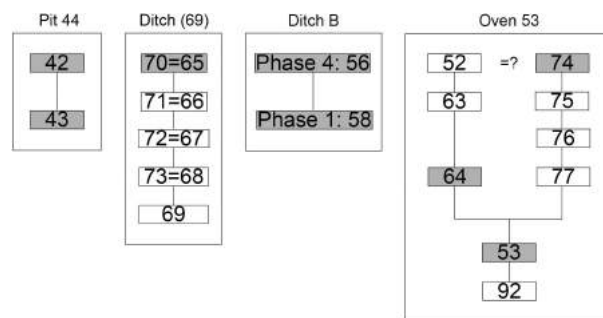 Pit 44
Ditch (69)
Ditch B
Oven 53
42
43
70=65
71=66
72=67
73=68
69
Phase 4: 56
Phase 1: 58
52 =? 74
63 75
76
64 77
53
92